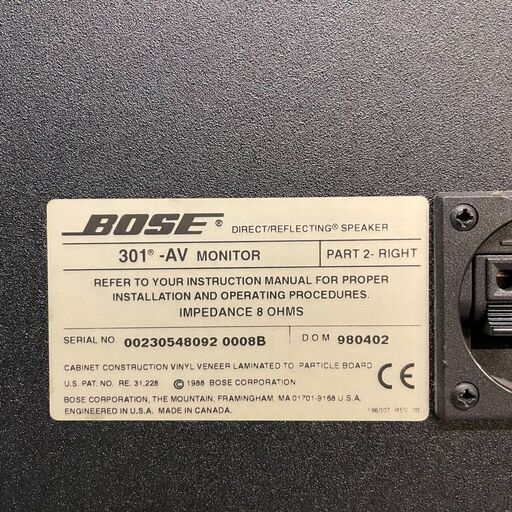 BOSE® DIRECT/REFLECTING® SPEAKER
301® -AV MONITOR PART 2- RIGHT
REFER TO YOUR INSTRUCTION MANUAL FOR PROPER
INSTALLATION AND OPERATING PROCEDURES.
IMPEDANCE 8 OHMS
SERIAL NO. 00230548092 0008B D O M 980402
CABINET CONSTRUCTION VINYL VENEER LAMINATED TO PARTICLE BOARD
U.S. PAT. NO. RE. 31,228 © 1988 BOSE CORPORATION
BOSE CORPORATION, THE MOUNTAIN, FRAMINGHAM, MA 01701-9168 U.S.A.
ENGINEERED IN U.S.A. MADE IN CANADA.
CE
186007 REV 00